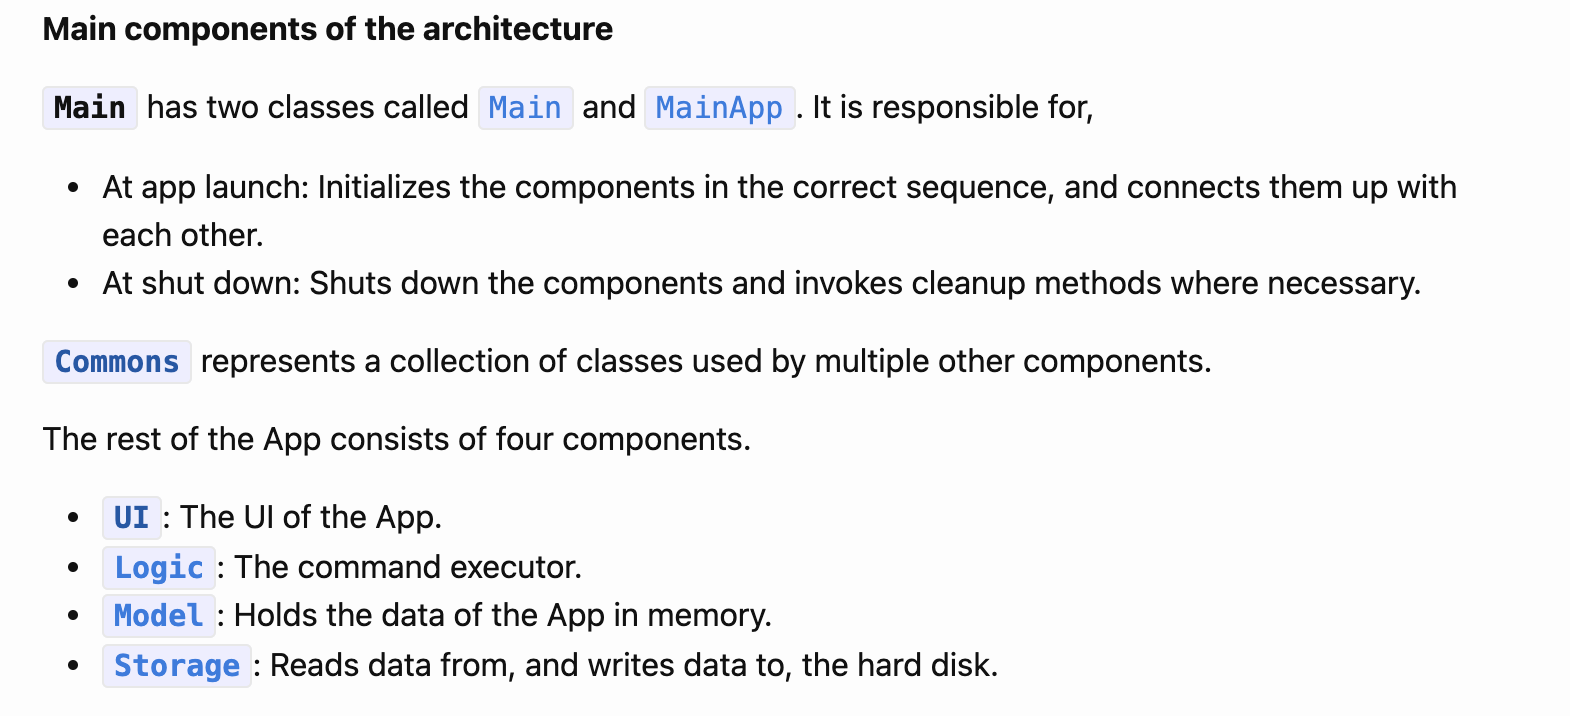 Main components of the architecture
Main has two classes called Main and MainApp. It is responsible for,
• At app launch: Initializes the components in the correct sequence, and connects them up with
each other.
• At shut down: Shuts down the components and invokes cleanup methods where necessary.
Commons represents a collection of classes used by multiple other components.
The rest of the App consists of four components.
• UI: The UI of the App.
• Logic: The command executor.
• Model: Holds the data of the App in memory.
• Storage: Reads data from, and writes data to, the hard disk.